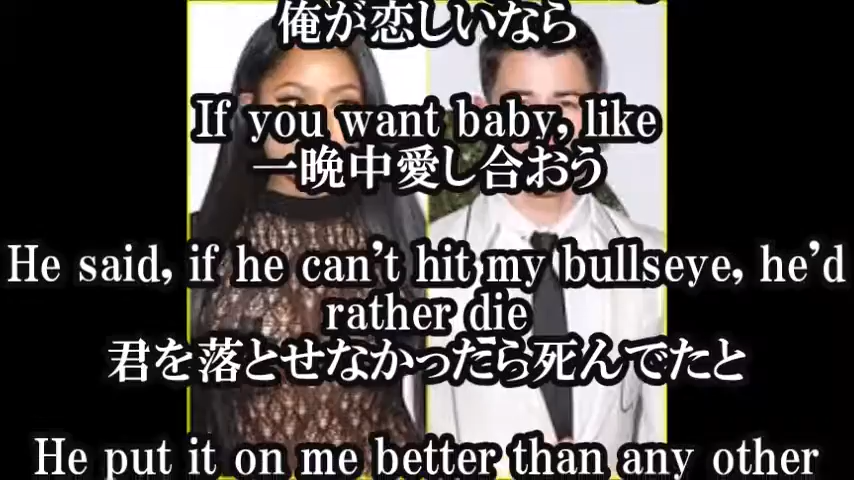 俺が恋しいなら
If you want baby, like
一晩中愛し合おう
He said, if he can't hit my bullseye, he'd
rather die
君を落とせなかったら死んでたと
He put it on me better than any other